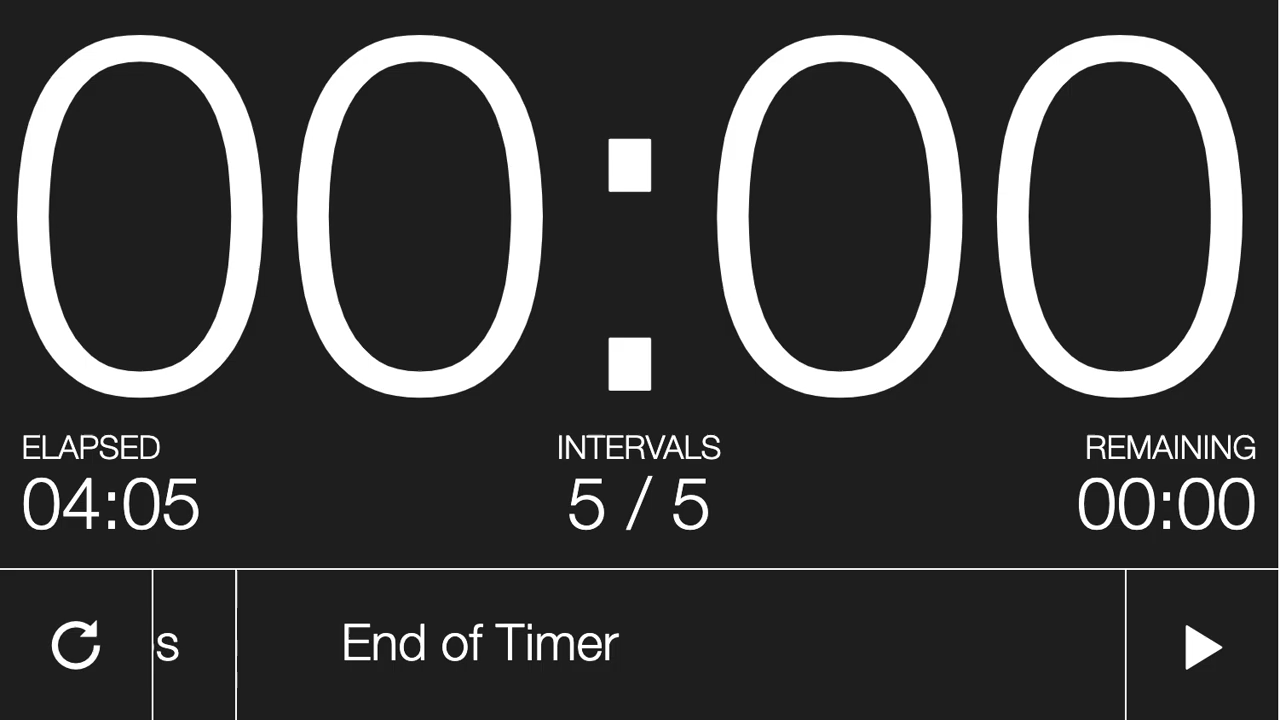 00:00
ELAPSED INTERVALS REMAINING
04:05 5 / 5 00:00
s End of Timer